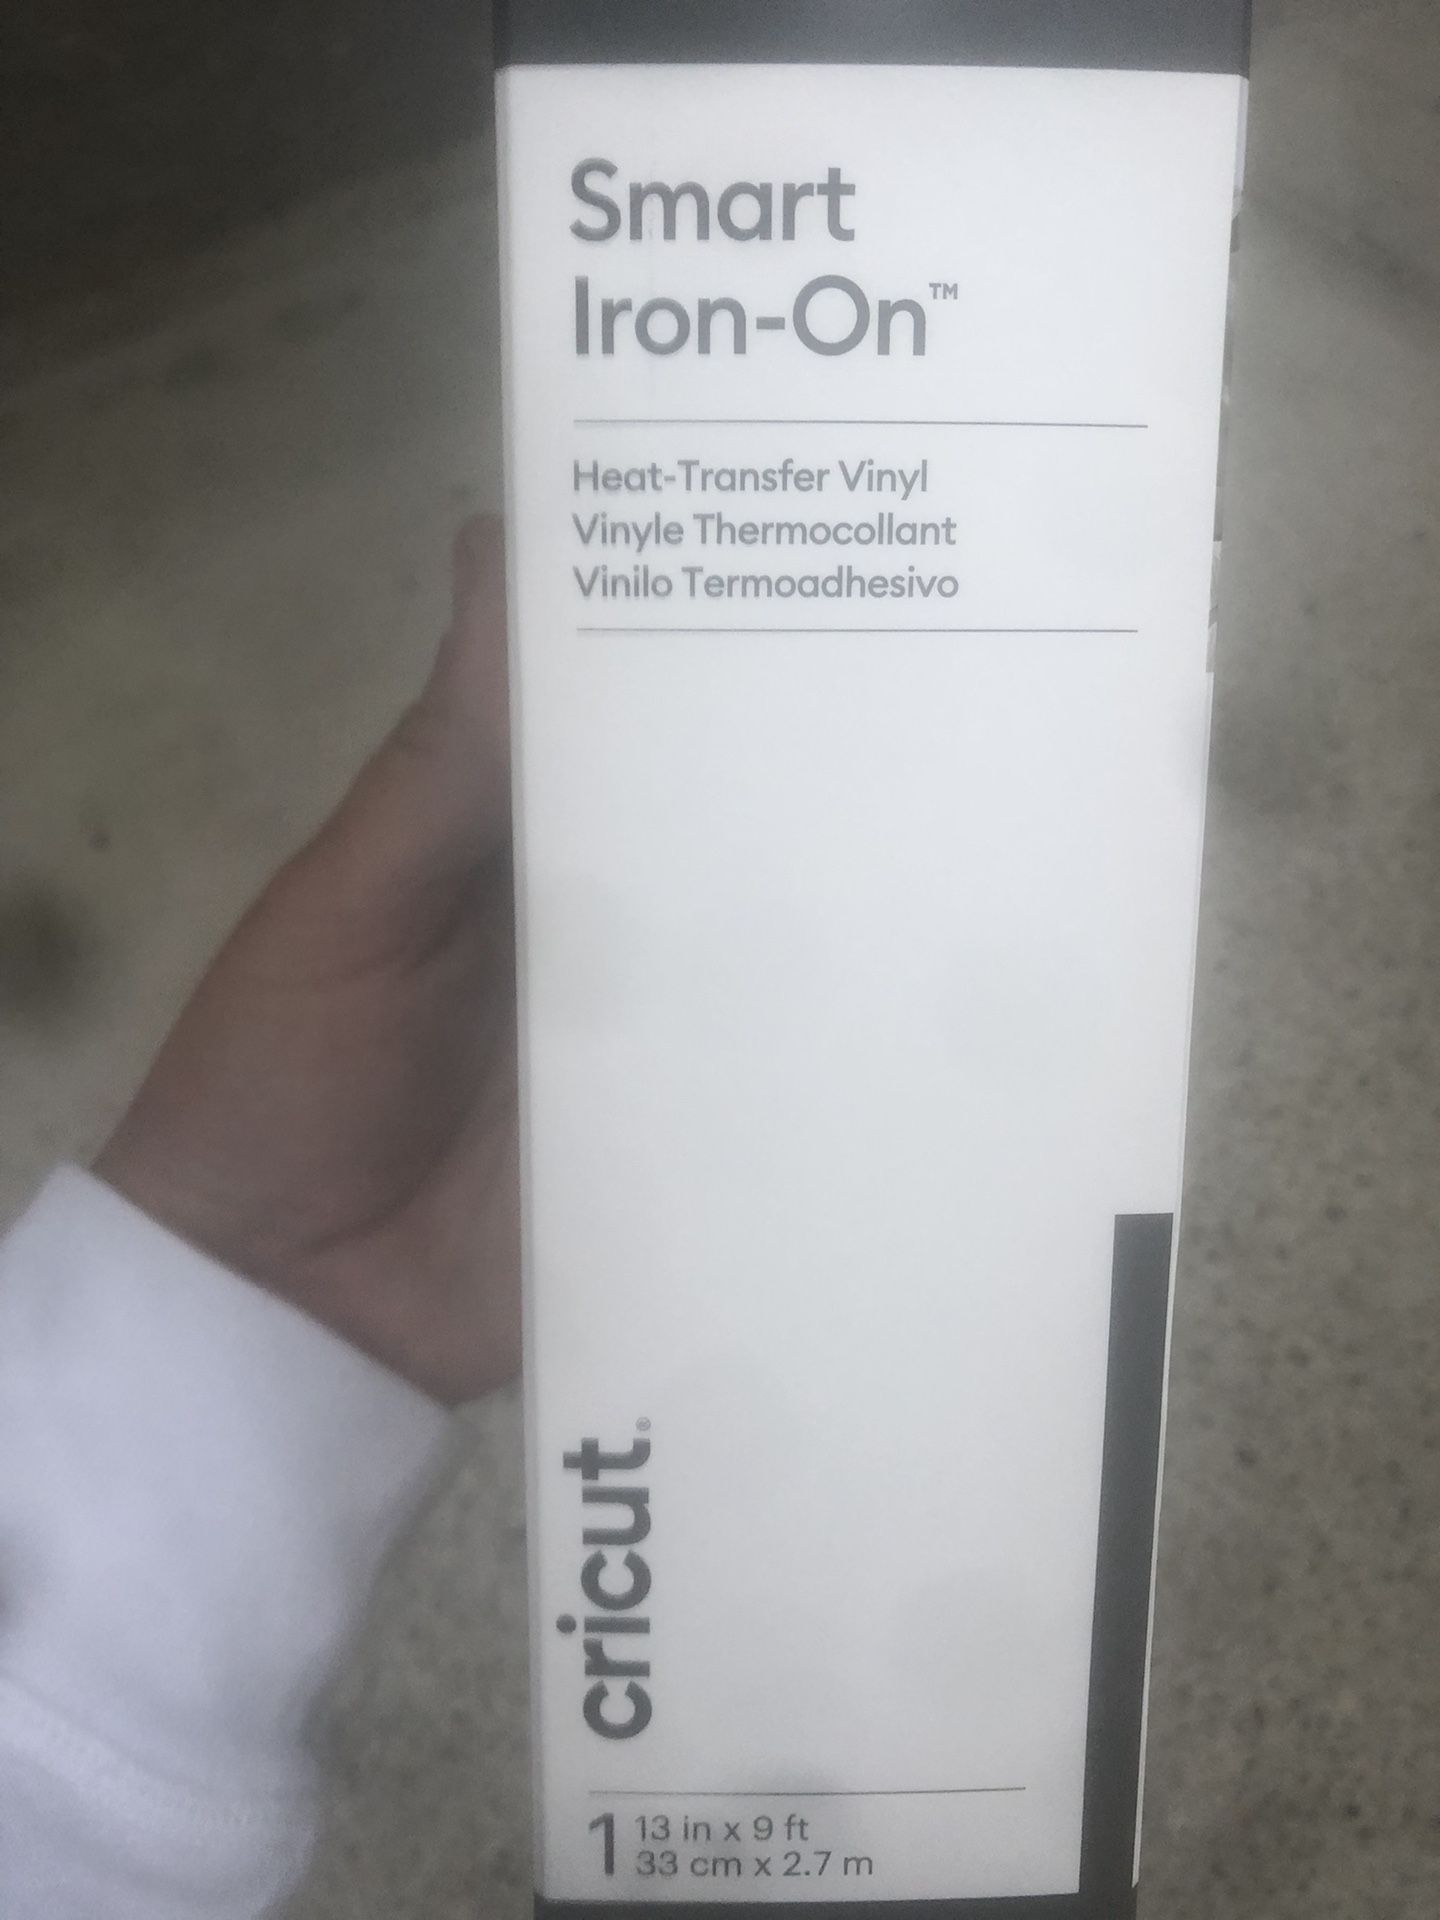 Smart
Iron-On™
Heat-Transfer Vinyl
Vinyle Thermocollant
Vinilo Termoadhesivo
cricut®
1 13 in x 9 ft
33 cm x 2.7 m